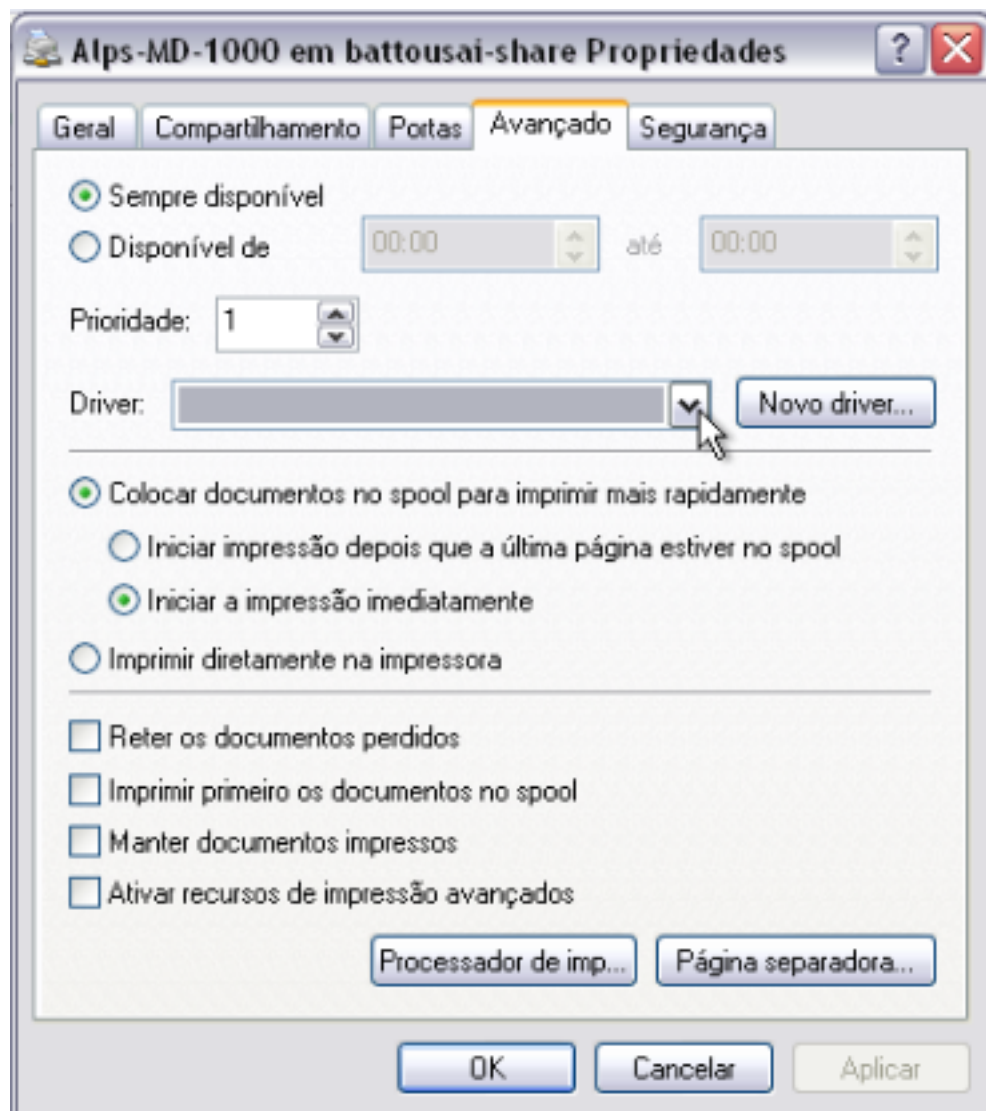 Alps-MD-1000 em battousai-share Propriedades
Geral Compartilhamento Portas Avançado Segurança
Sempre disponível
Disponível de 00:00 até 00:00
Prioridade: 1
Driver: Novo driver...
Colocar documentos no spool para imprimir mais rapidamente
Iniciar impressão depois que a última página estiver no spool
Iniciar a impressão imediatamente
Imprimir diretamente na impressora
Reter os documentos perdidos
Imprimir primeiro os documentos no spool
Manter documentos impressos
Ativar recursos de impressão avançados
Processador de imp... Página separadora...
OK Cancelar Aplicar